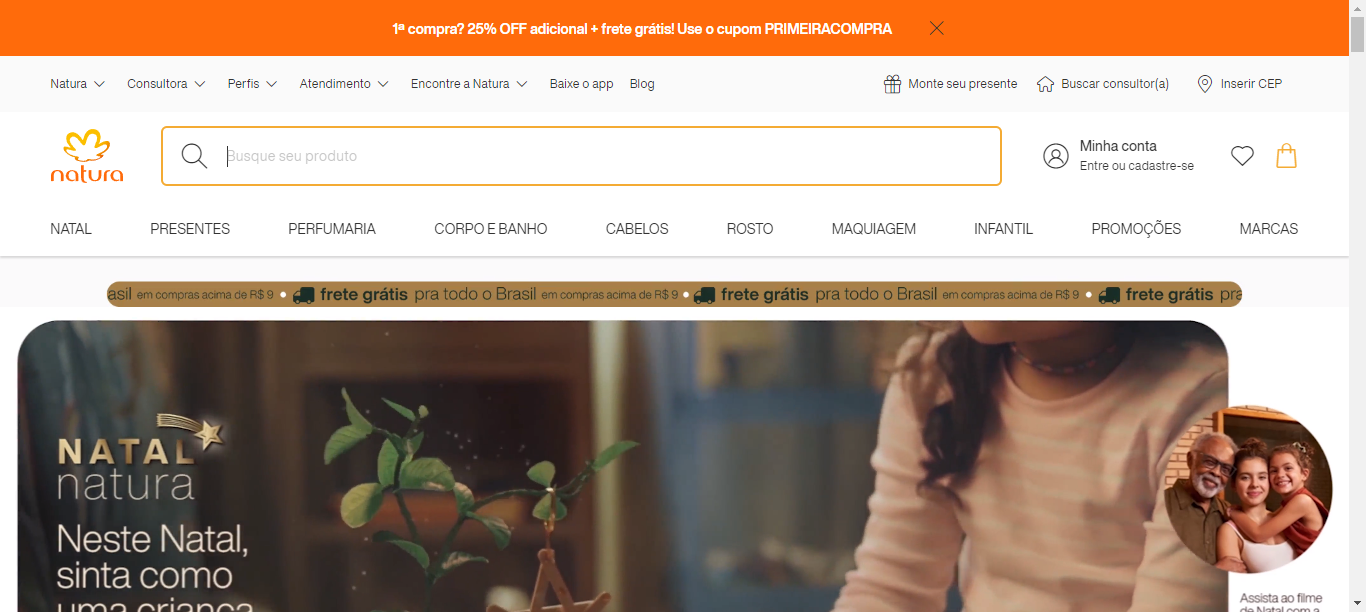 1ª compra? 25% OFF adicional + frete grátis! Use o cupom PRIMEIRACOMPRA
Natura Consultora Perfis Atendimento Encontre a Natura Baixe o app Blog Monte seu presente Buscar consultor(a) Inserir CEP
natura
Busque seu produto
Minha conta
Entre ou cadastre-se
NATAL PRESENTES PERFUMARIA CORPO E BANHO CABELOS ROSTO MAQUIAGEM INFANTIL PROMOÇÕES MARCAS
asil em compras acima de R$ 9 • frete grátis pra todo o Brasil em compras acima de R$ 9 • frete grátis pra todo o Brasil em compras acima de R$ 9 • frete grátis pra
NATAL
natura
Neste Natal,
sinta como
uma criança
Assista ao filme
de Natal com a